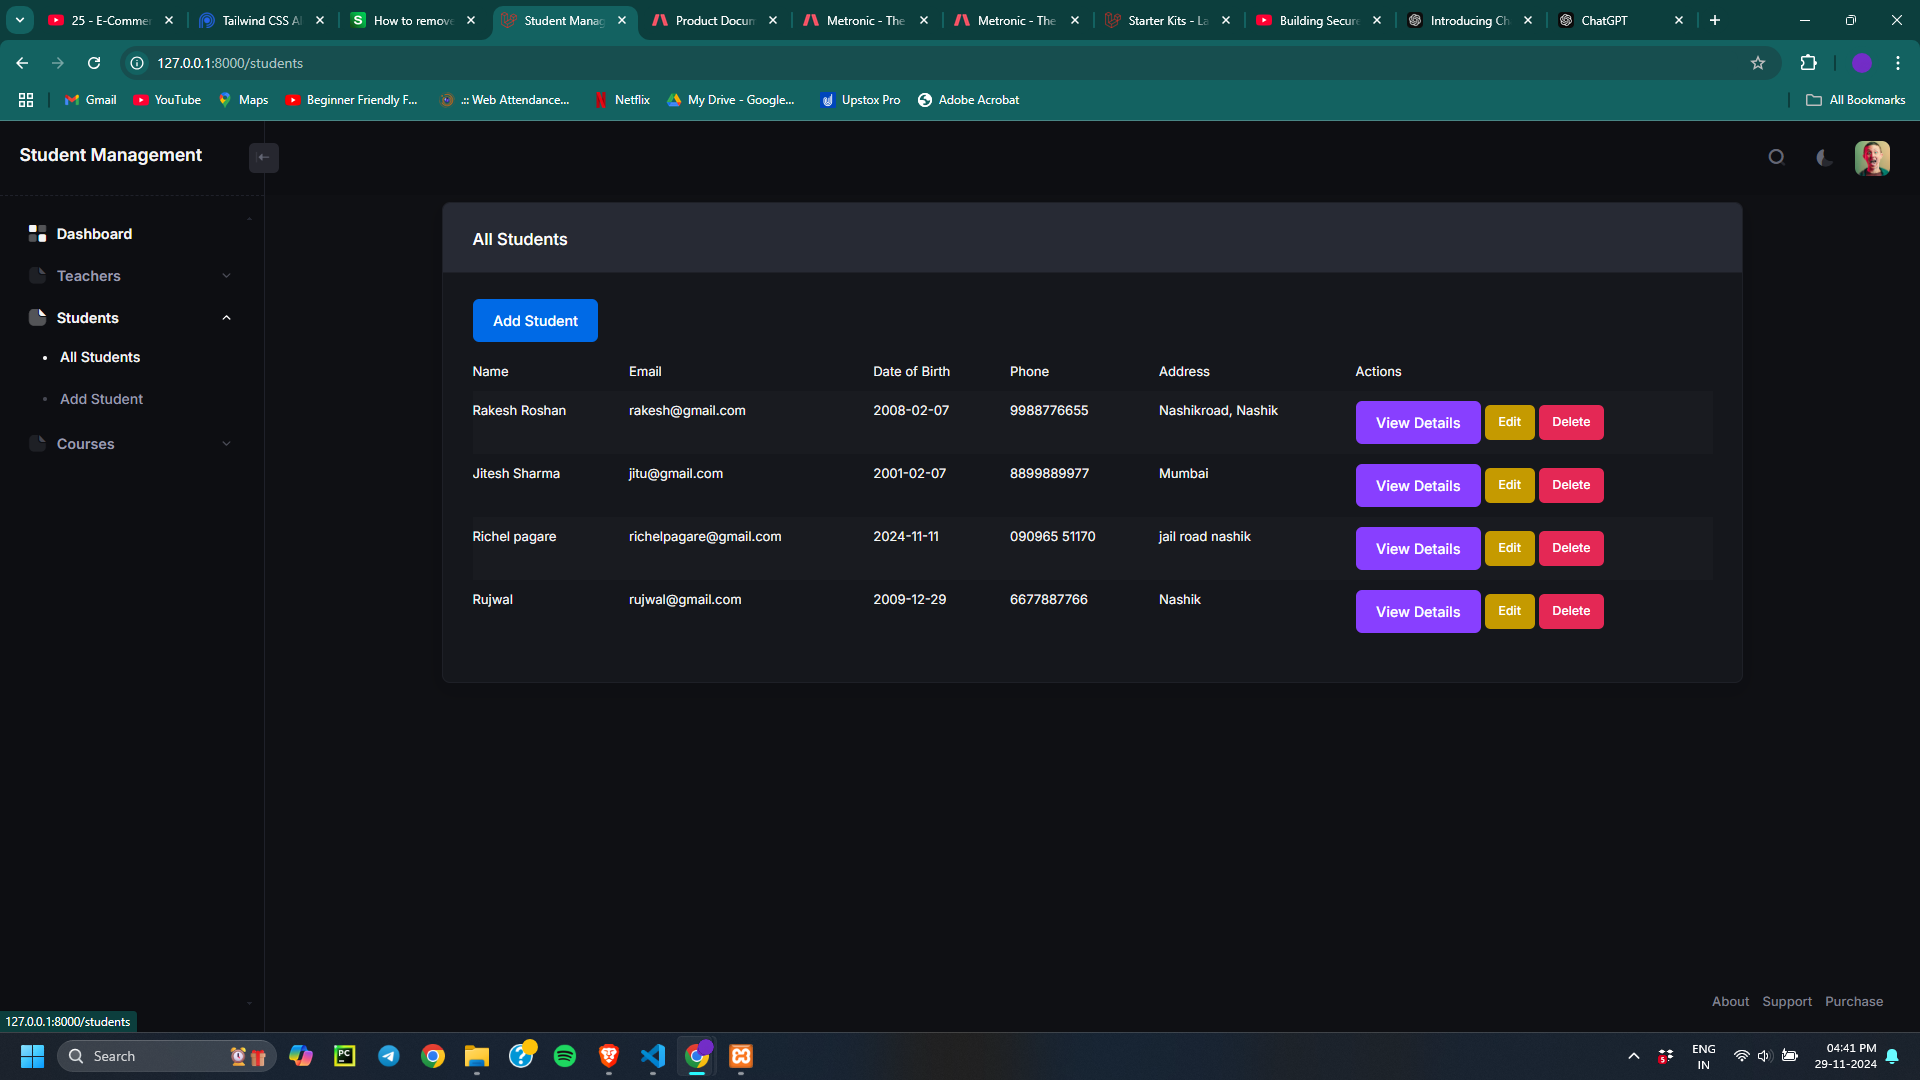 25 - E-Commer
Tailwind CSS Al
How to remove
Student Manag
Product Docum
Metronic - The
Metronic - The
Starter Kits - La
Building Secure
Introducing Ch
ChatGPT
127.0.0.1:8000/students
Gmail
YouTube
Maps
Beginner Friendly F...
.:: Web Attendance...
Netflix
My Drive - Google...
Upstox Pro
Adobe Acrobat
All Bookmarks
Student Management
Dashboard
Teachers
Students
All Students
Add Student
Courses
All Students
Add Student
Name Email Date of Birth Phone Address Actions
Rakesh Roshan rakesh@gmail.com 2008-02-07 9988776655 Nashikroad, Nashik View Details Edit Delete
Jitesh Sharma jitu@gmail.com 2001-02-07 8899889977 Mumbai View Details Edit Delete
Richel pagare richelpagare@gmail.com 2024-11-11 090965 51170 jail road nashik View Details Edit Delete
Rujwal rujwal@gmail.com 2009-12-29 6677887766 Nashik View Details Edit Delete
About Support Purchase
127.0.0.1:8000/students
Search
PC
5
ENG
IN
04:41 PM
29-11-2024